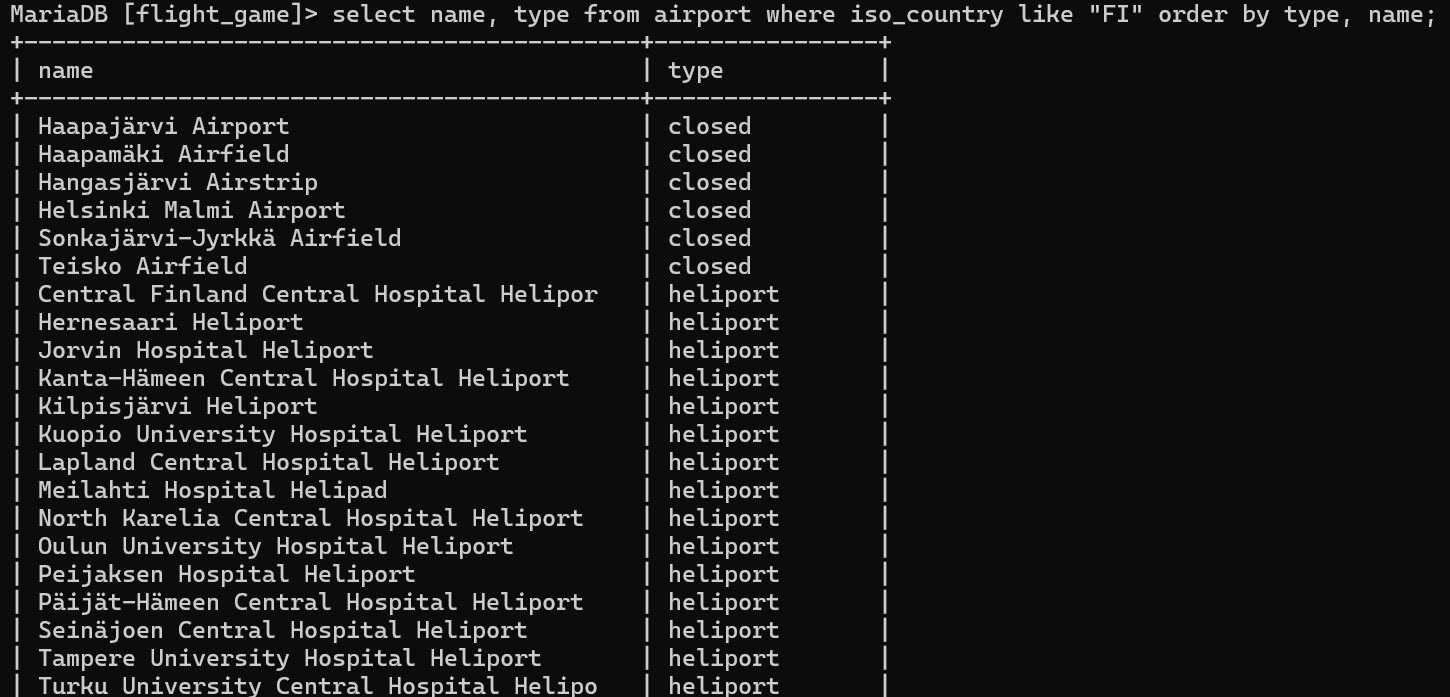 MariaDB [flight_game]> select name, type from airport where iso_country like "FI" order by type, name;
+--------------------------------------------+----------------+
| name                                       | type           |
+--------------------------------------------+----------------+
| Haapajärvi Airport                         | closed         |
| Haapamäki Airfield                         | closed         |
| Hangasjärvi Airstrip                       | closed         |
| Helsinki Malmi Airport                     | closed         |
| Sonkajärvi-Jyrkkä Airfield                 | closed         |
| Teisko Airfield                            | closed         |
| Central Finland Central Hospital Helipor   | heliport       |
| Hernesaari Heliport                        | heliport       |
| Jorvin Hospital Heliport                   | heliport       |
| Kanta-Hämeen Central Hospital Heliport     | heliport       |
| Kilpisjärvi Heliport                       | heliport       |
| Kuopio University Hospital Heliport        | heliport       |
| Lapland Central Hospital Heliport          | heliport       |
| Meilahti Hospital Helipad                  | heliport       |
| North Karelia Central Hospital Heliport    | heliport       |
| Oulun University Hospital Heliport         | heliport       |
| Peijaksen Hospital Heliport                | heliport       |
| Päijät-Hämeen Central Hospital Heliport    | heliport       |
| Seinäjoen Central Hospital Heliport        | heliport       |
| Tampere University Hospital Heliport       | heliport       |
| Turku University Central Hospital Helipo   | heliport       |